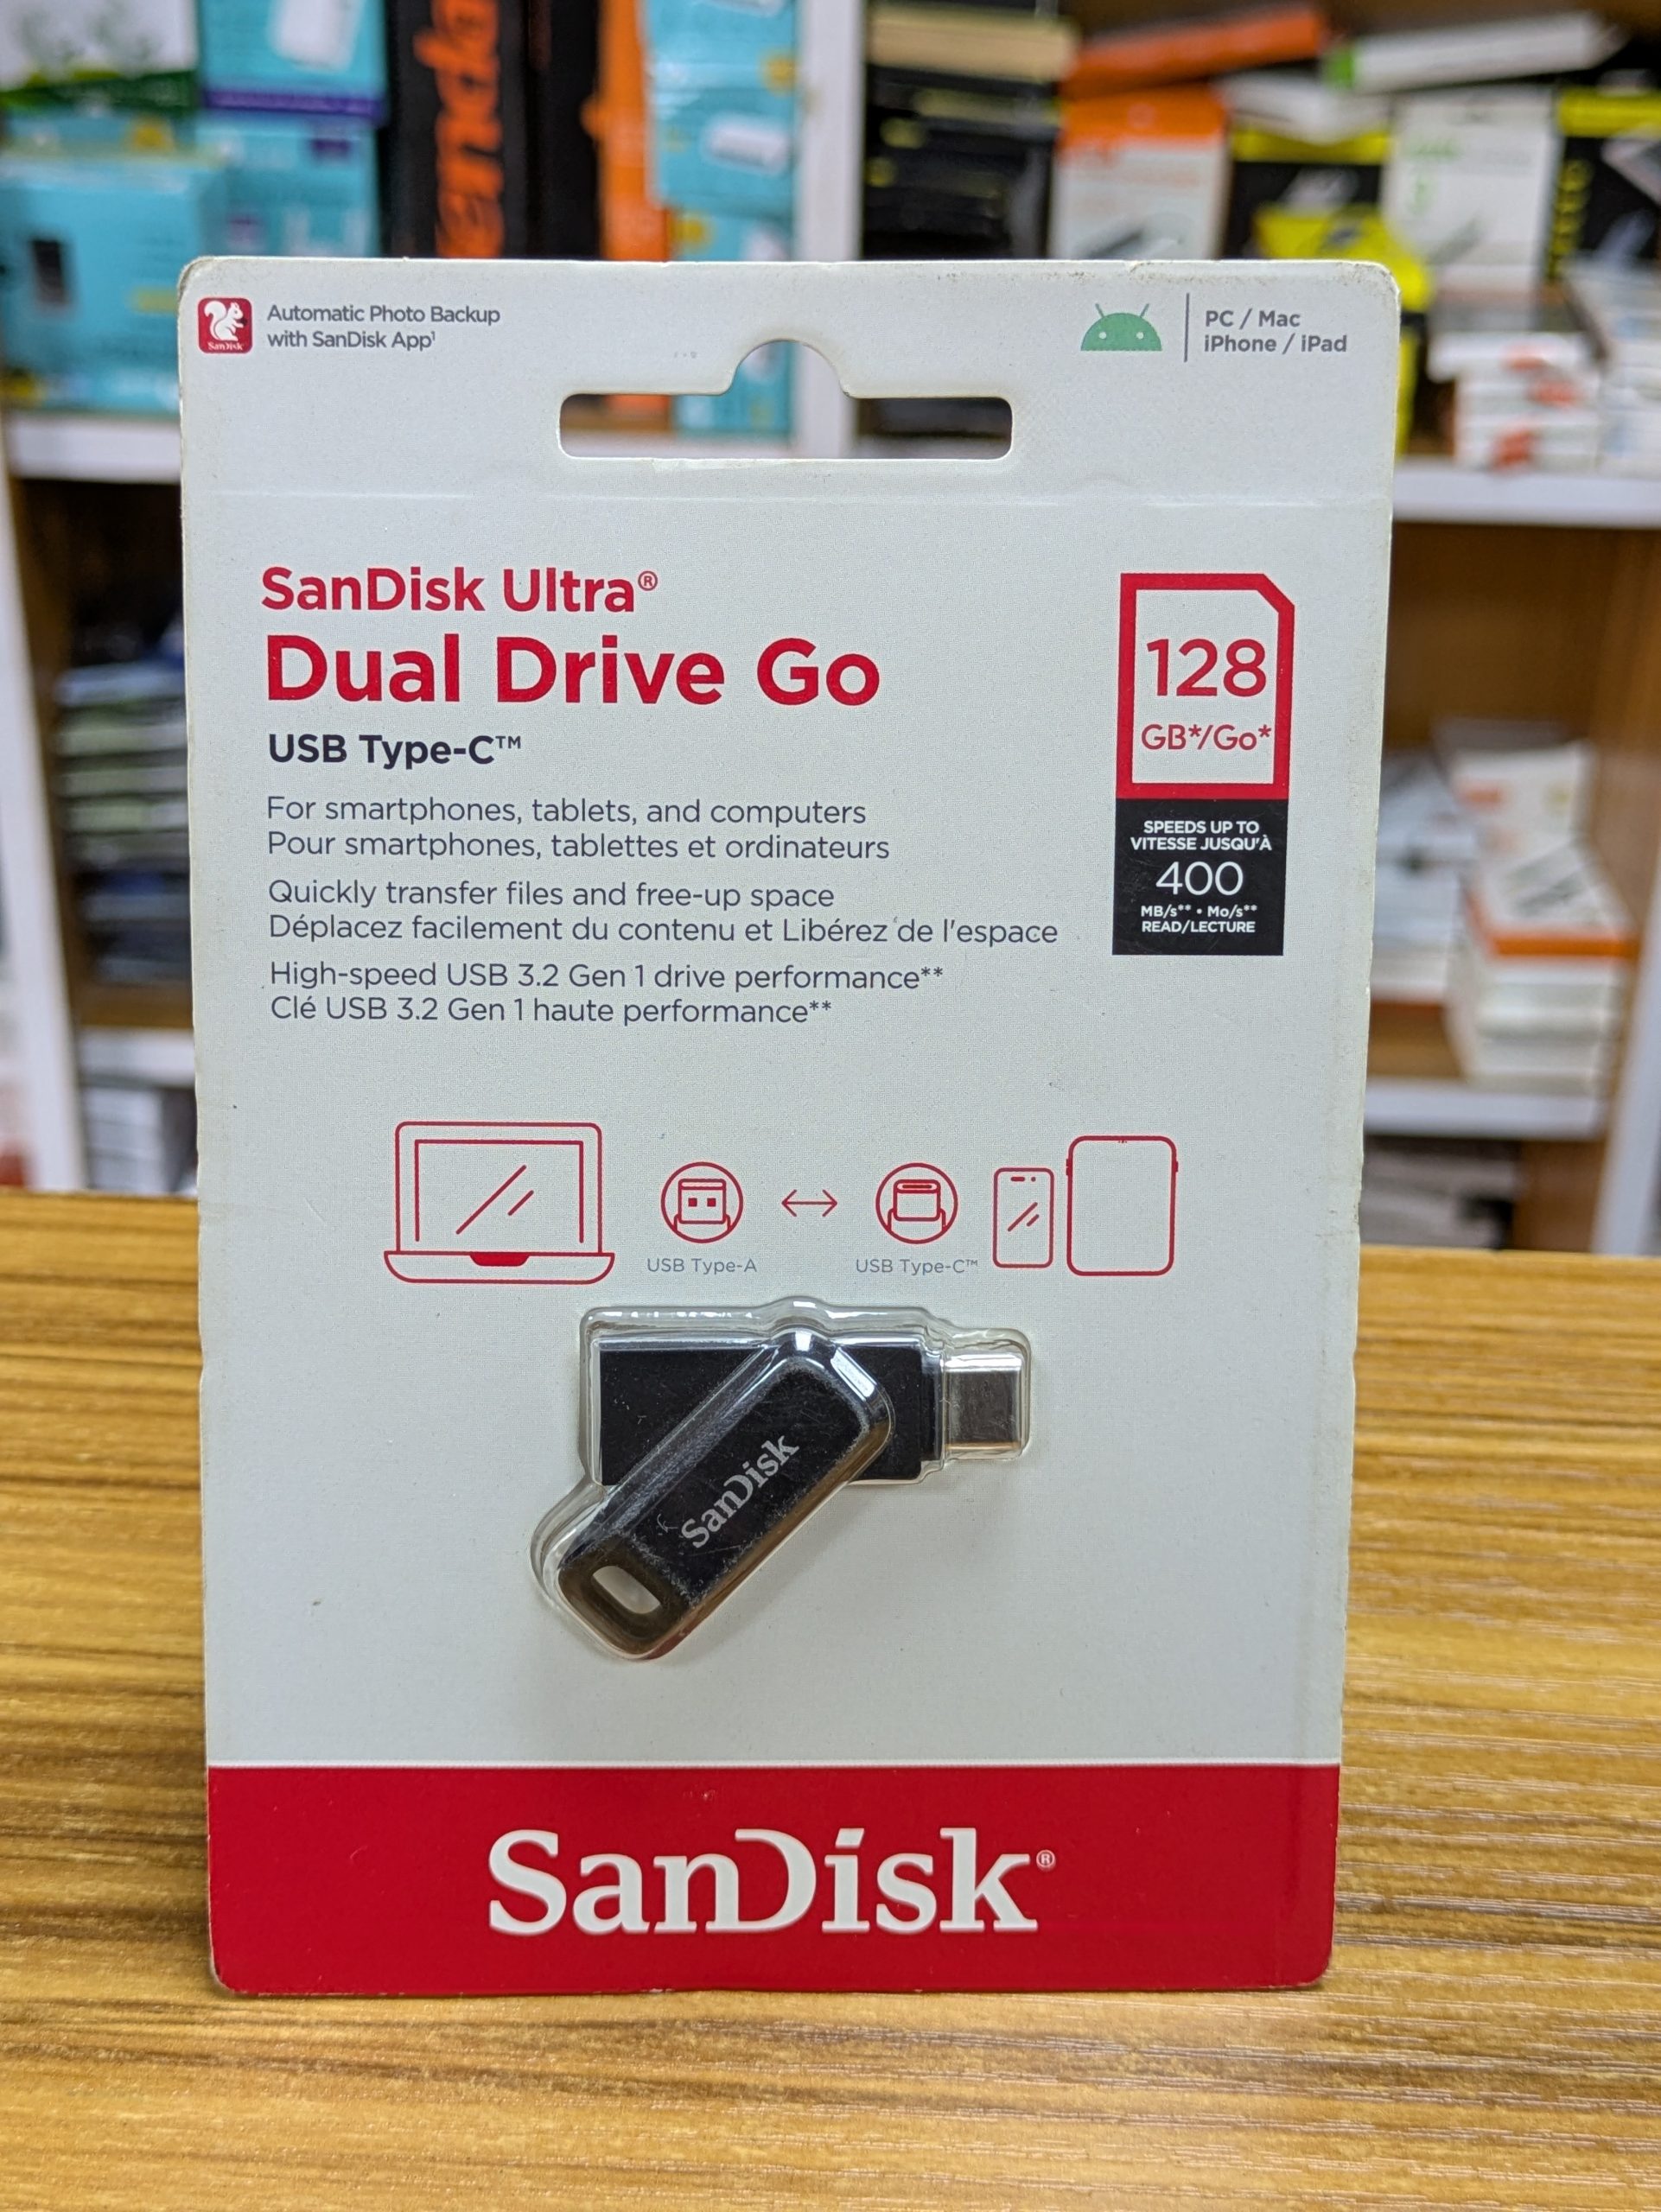 SanDisk
Automatic Photo Backup
with SanDisk App¹
PC / Mac
iPhone / iPad
SanDisk Ultra®
Dual Drive Go
USB Type-C™
For smartphones, tablets, and computers
Pour smartphones, tablettes et ordinateurs
Quickly transfer files and free-up space
Déplacez facilement du contenu et Libérez de l'espace
High-speed USB 3.2 Gen 1 drive performance**
Clé USB 3.2 Gen 1 haute performance**
128
GB*/Go*
SPEEDS UP TO
VITESSE JUSQU'À
400
MB/s** • Mo/s**
READ/LECTURE
USB Type-A
USB Type-C™
SanDisk
SanDisk®